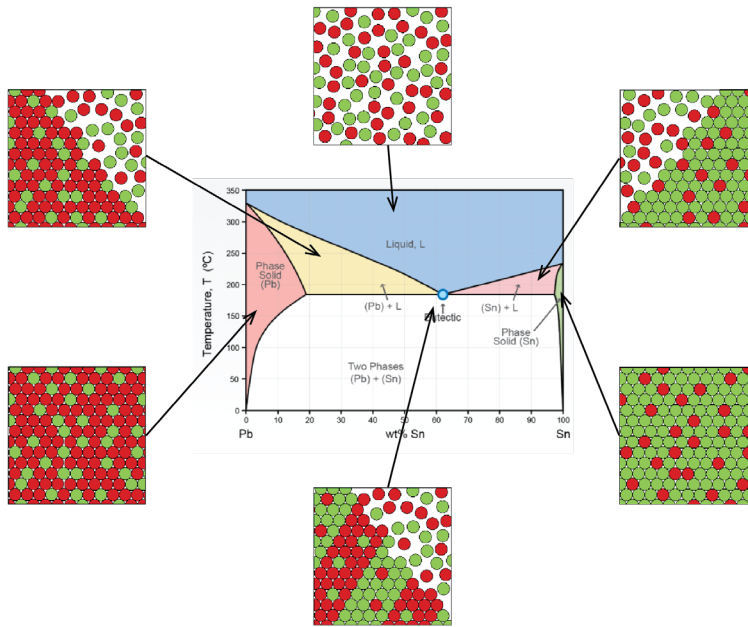 350
300
250
200
150
100
50
0
Temperature, T (ºC)
Liquid, L
Phase
Solid
(Pb)
(Pb) + L
(Sn) + L
Eutectic
Phase
Solid (Sn)
Two Phases
(Pb) + (Sn)
0 10 20 30 40 50 60 70 80 90 100
Pb wt% Sn Sn